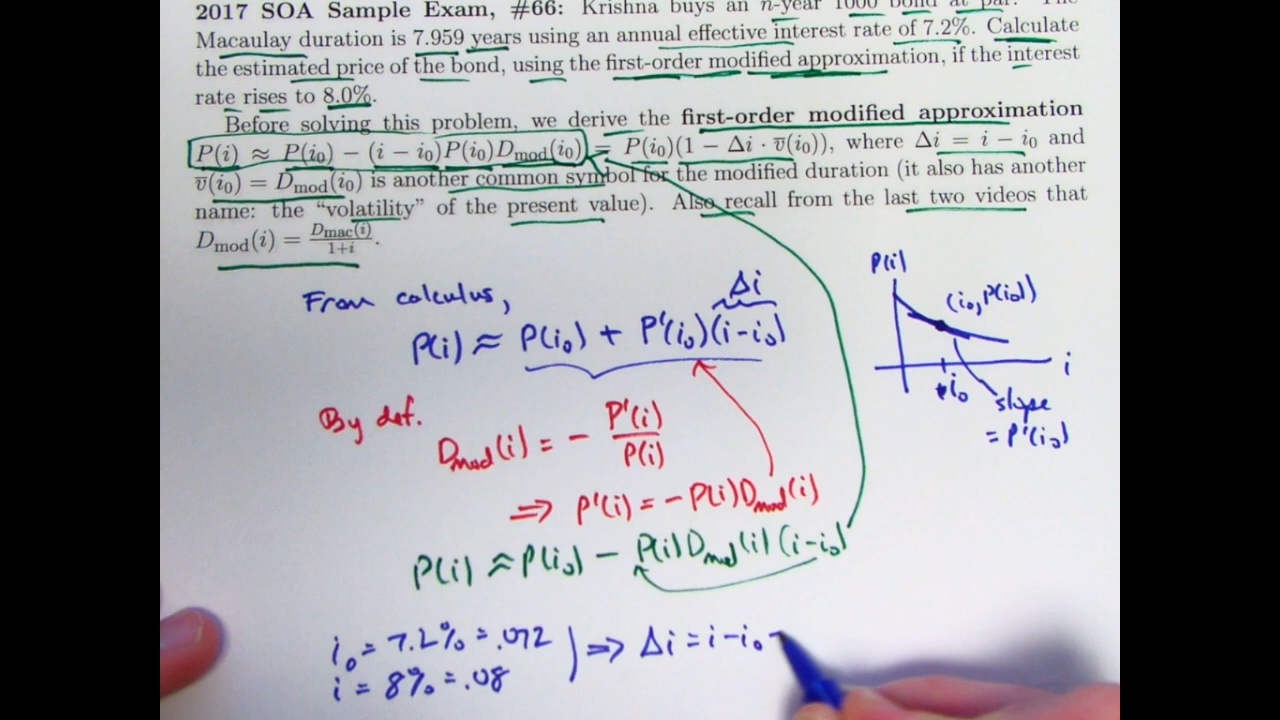 2017 SOA Sample Exam, #66: Krishna buys an n-year 1000 bond at par. The
Macaulay duration is 7.959 years using an annual effective interest rate of 7.2%. Calculate
the estimated price of the bond, using the first-order modified approximation, if the interest
rate rises to 8.0%.
Before solving this problem, we derive the first-order modified approximation
P(i) ≈ P(i₀) − (i − i₀)P(i₀)D_mod(i₀) = P(i₀)(1 − Δi · v̄(i₀)), where Δi = i − i₀ and
v̄(i₀) = D_mod(i₀) is another common symbol for the modified duration (it also has another
name: the “volatility” of the present value). Also recall from the last two videos that
D_mod(i) = D_mac(i)/1+i.
From calculus,
Δi
P(i) ≈ P(i₀) + P'(i₀)(i-i₀)
P(i)
(i₀, P(i₀))
i
i₀
slope
= P'(i₀)
By def.
D_mod(i) = - P'(i)/P(i)
⇒ P'(i) = -P(i)D_mod(i)
P(i) ≈ P(i₀) - P(i)D_mod(i)(i-i₀)
i₀ = 7.2% = .072
i = 8% = .08
⇒ Δi = i-i₀